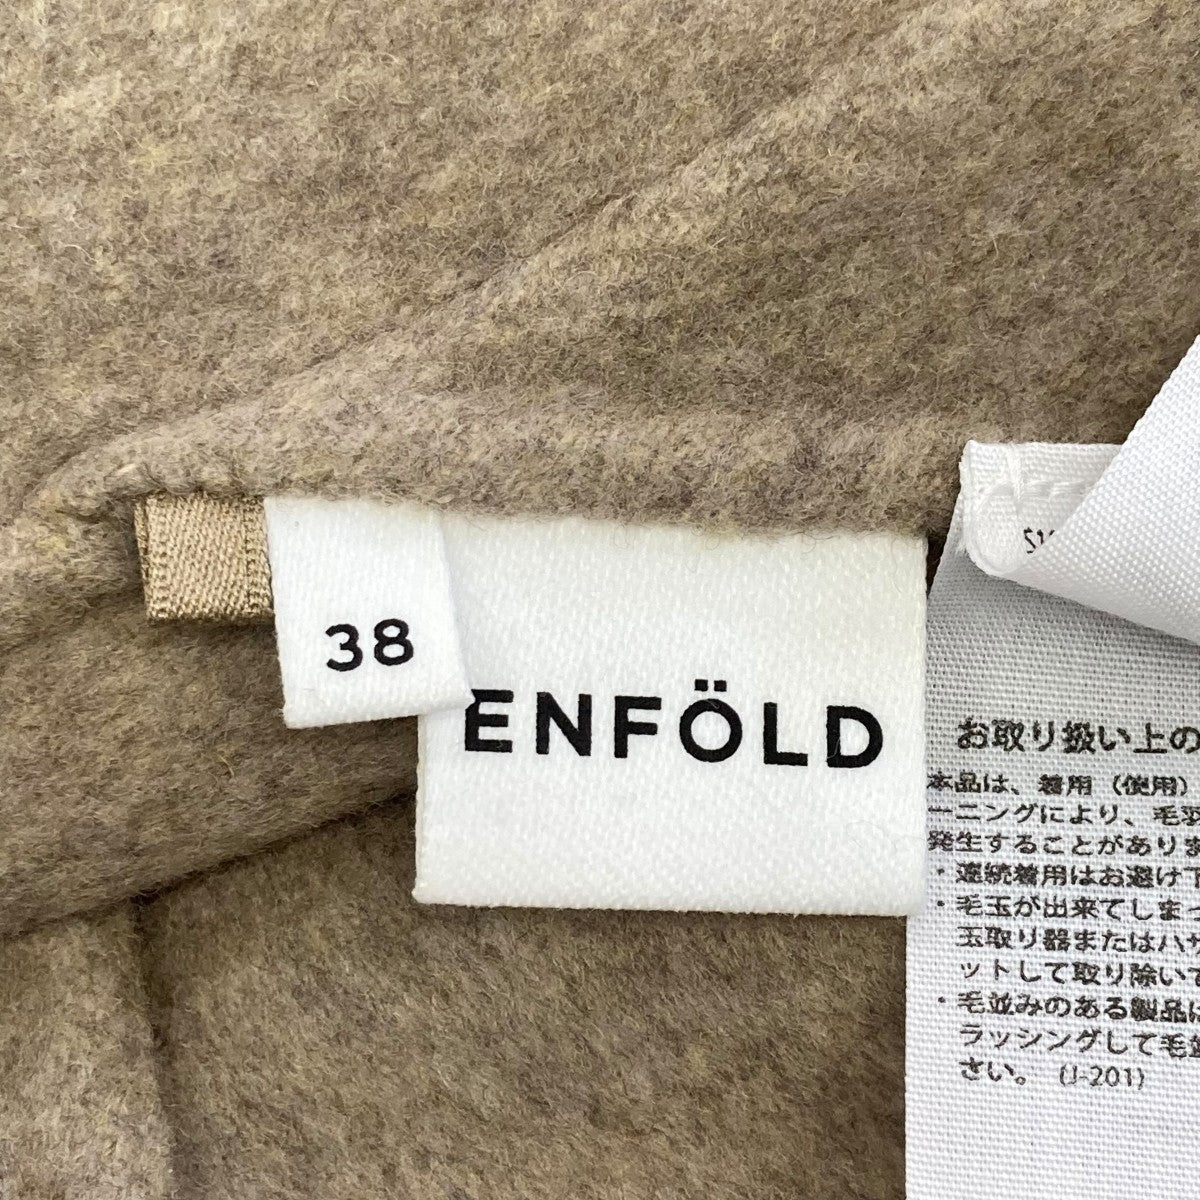 38
ENFÖLD
お取り扱い上の
本品は、着用（使用）
ーニングにより、毛羽
発生することがありま
・連続着用はお避け下
・毛玉が出来てしまっ
玉取り器またはハサ
ットして取り除いて
・毛並みのある製品に
ラッシングして毛並
さい。 (J-201)